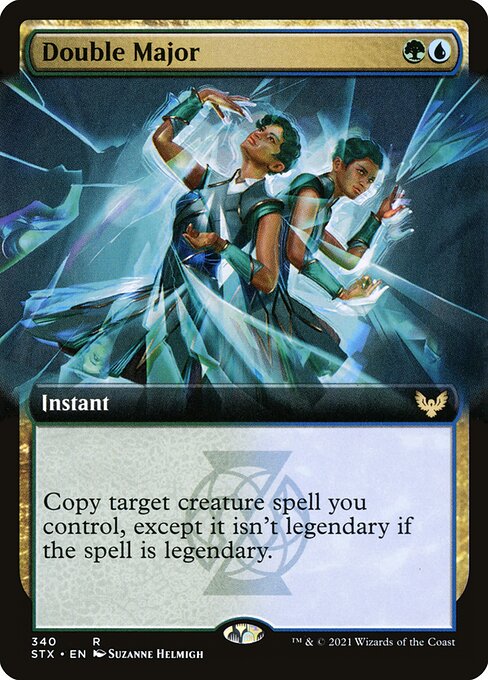 Double Major
Instant
Copy target creature spell you
control, except it isn't legendary if
the spell is legendary.
340 R
STX • EN Suzanne Helmigh
™ & © 2021 Wizards of the Coast